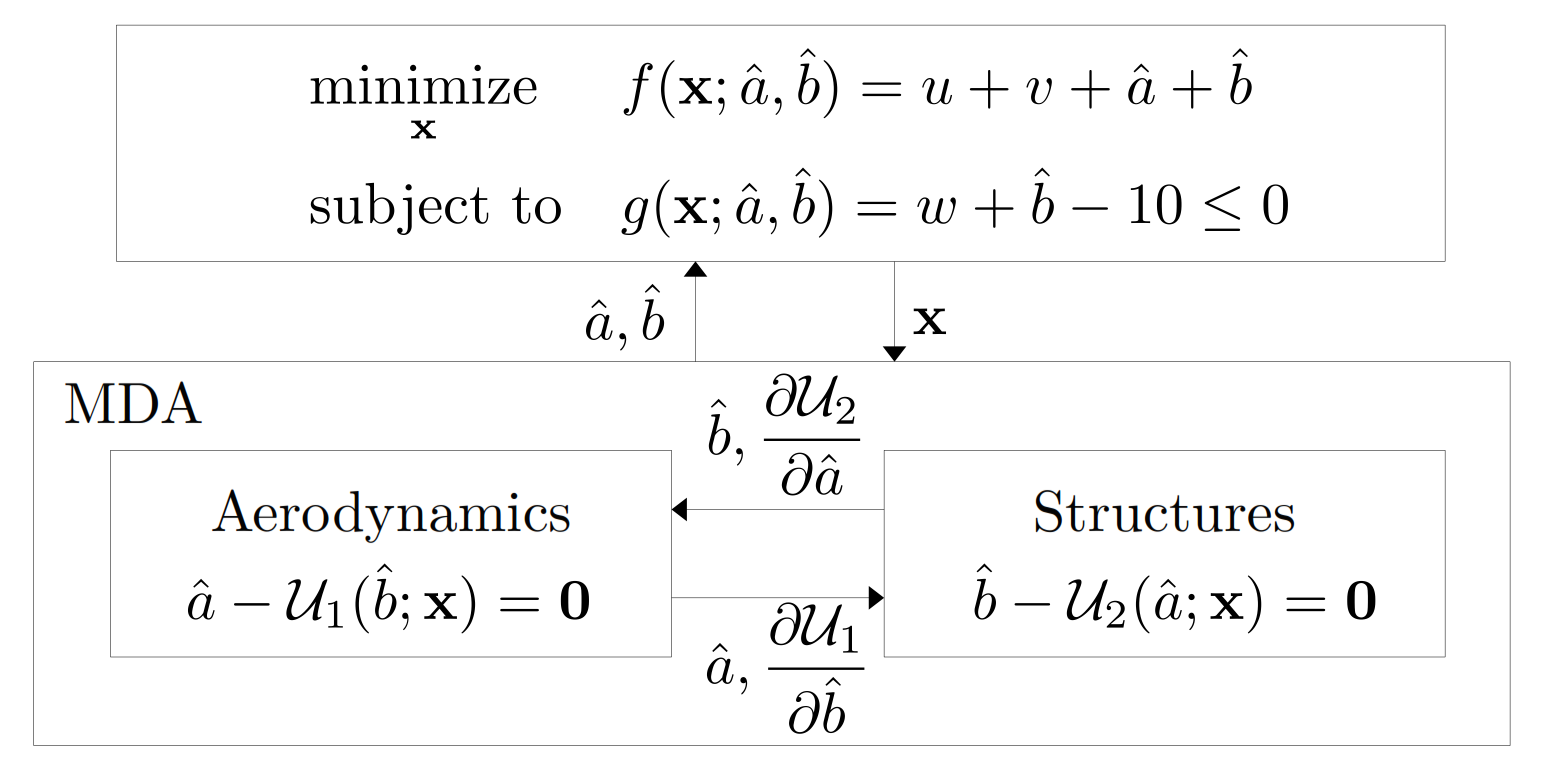 minimize f(𝐱; â, b̂) = u + v + â + b̂
𝐱
subject to g(𝐱; â, b̂) = w + b̂ − 10 ≤ 0
â, b̂
𝐱
MDA
b̂, ∂𝒰₂/∂â
Aerodynamics
â − 𝒰₁(b̂; 𝐱) = 𝟎
Structures
b̂ − 𝒰₂(â; 𝐱) = 𝟎
â, ∂𝒰₁/∂b̂